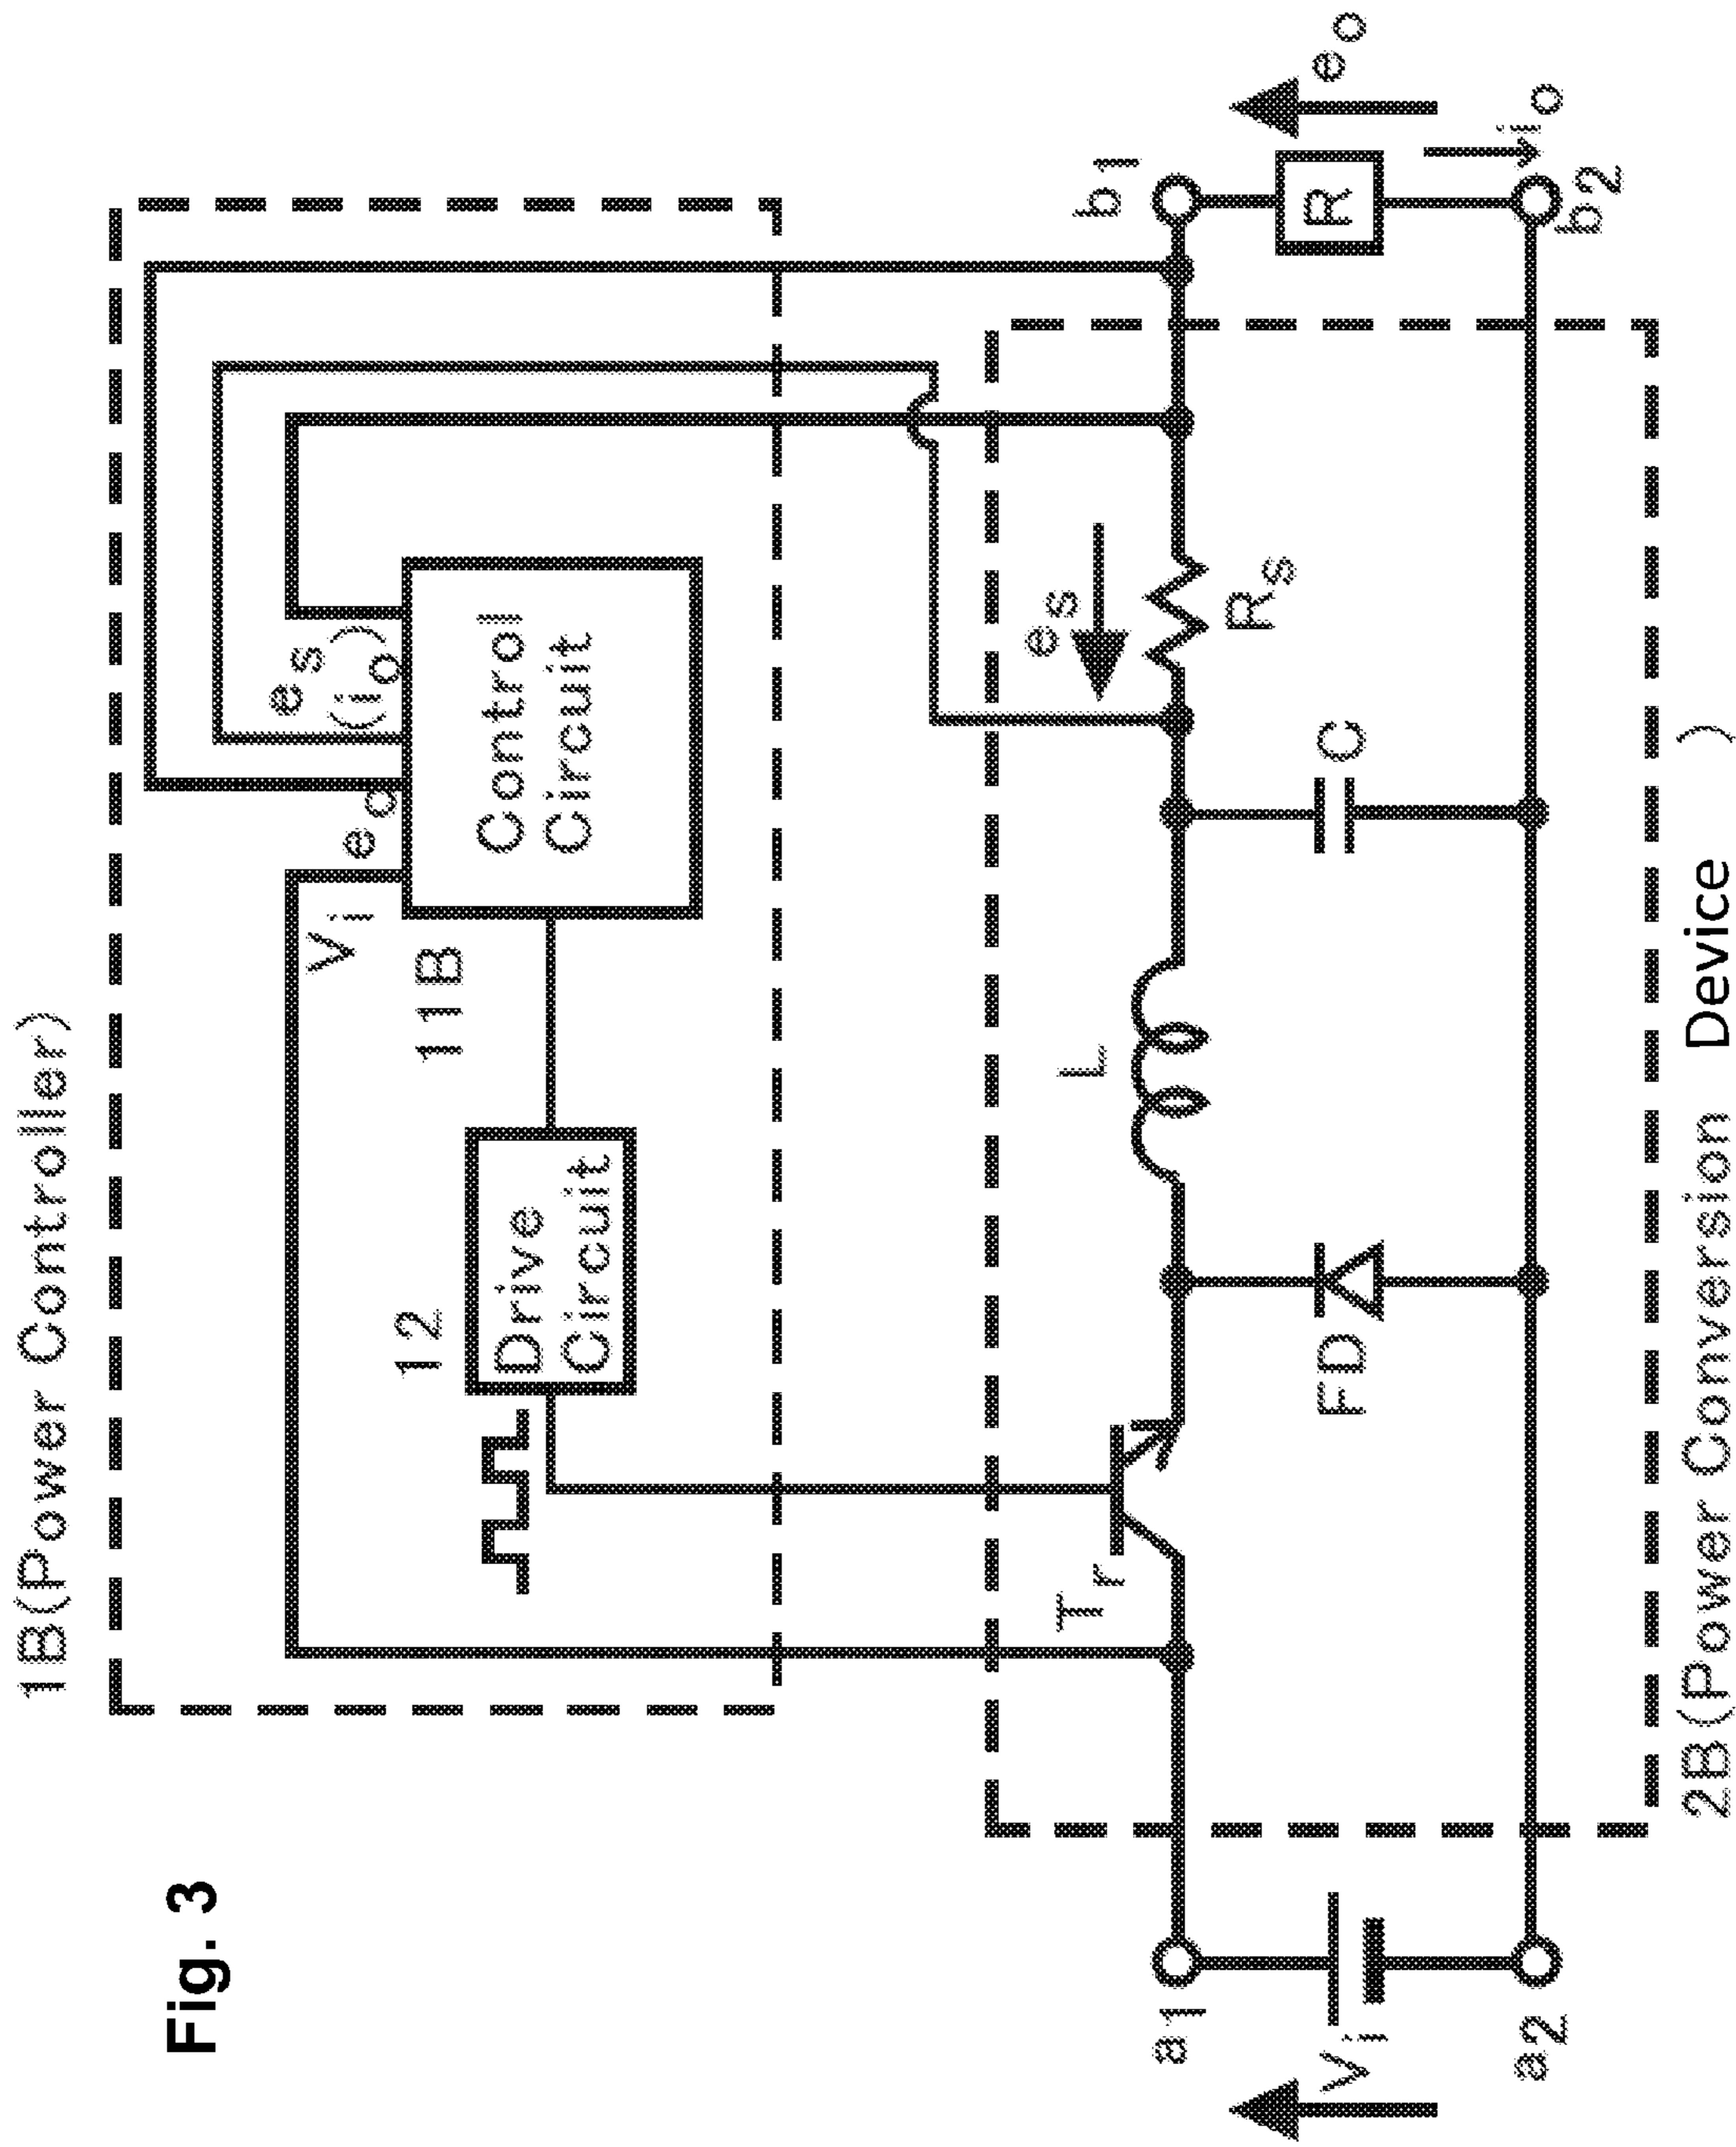 Fig. 3
1B(Power Controller)
Vi
eo
es
(io)
11B
Control
Circuit
12
Drive
Circuit
Tr
L
es
Rs
FD
C
a1
Vi
a2
b1
R
b2
eo
io
2B(Power Conversion Device )